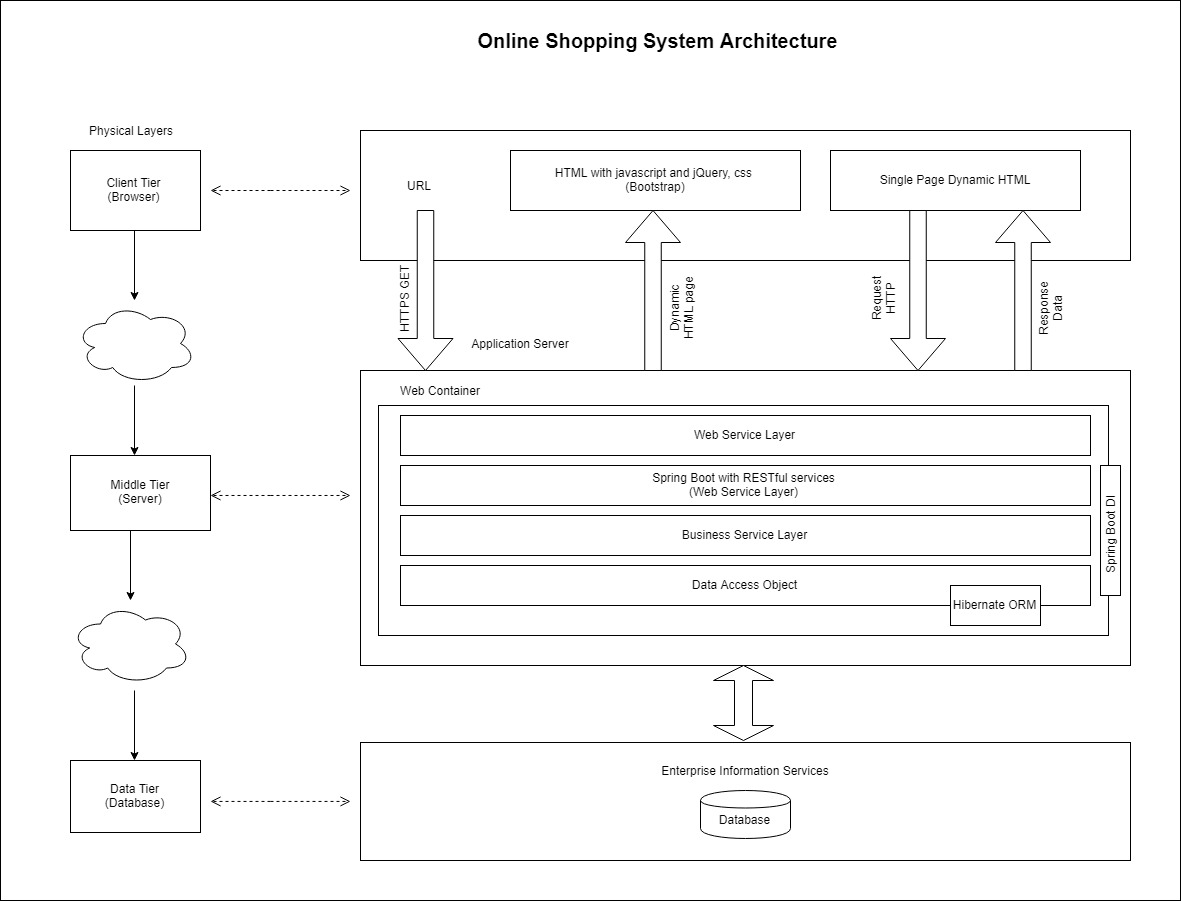 Online Shopping System Architecture
Physical Layers
Client Tier
(Browser)
URL
HTML with javascript and jQuery, css
(Bootstrap)
Single Page Dynamic HTML
HTTPS GET
Dynamic
HTML page
Request
HTTP
Response
Data
Application Server
Web Container
Web Service Layer
Middle Tier
(Server)
Spring Boot with RESTful services
(Web Service Layer)
Business Service Layer
Data Access Object
Hibernate ORM
Spring Boot DI
Data Tier
(Database)
Enterprise Information Services
Database